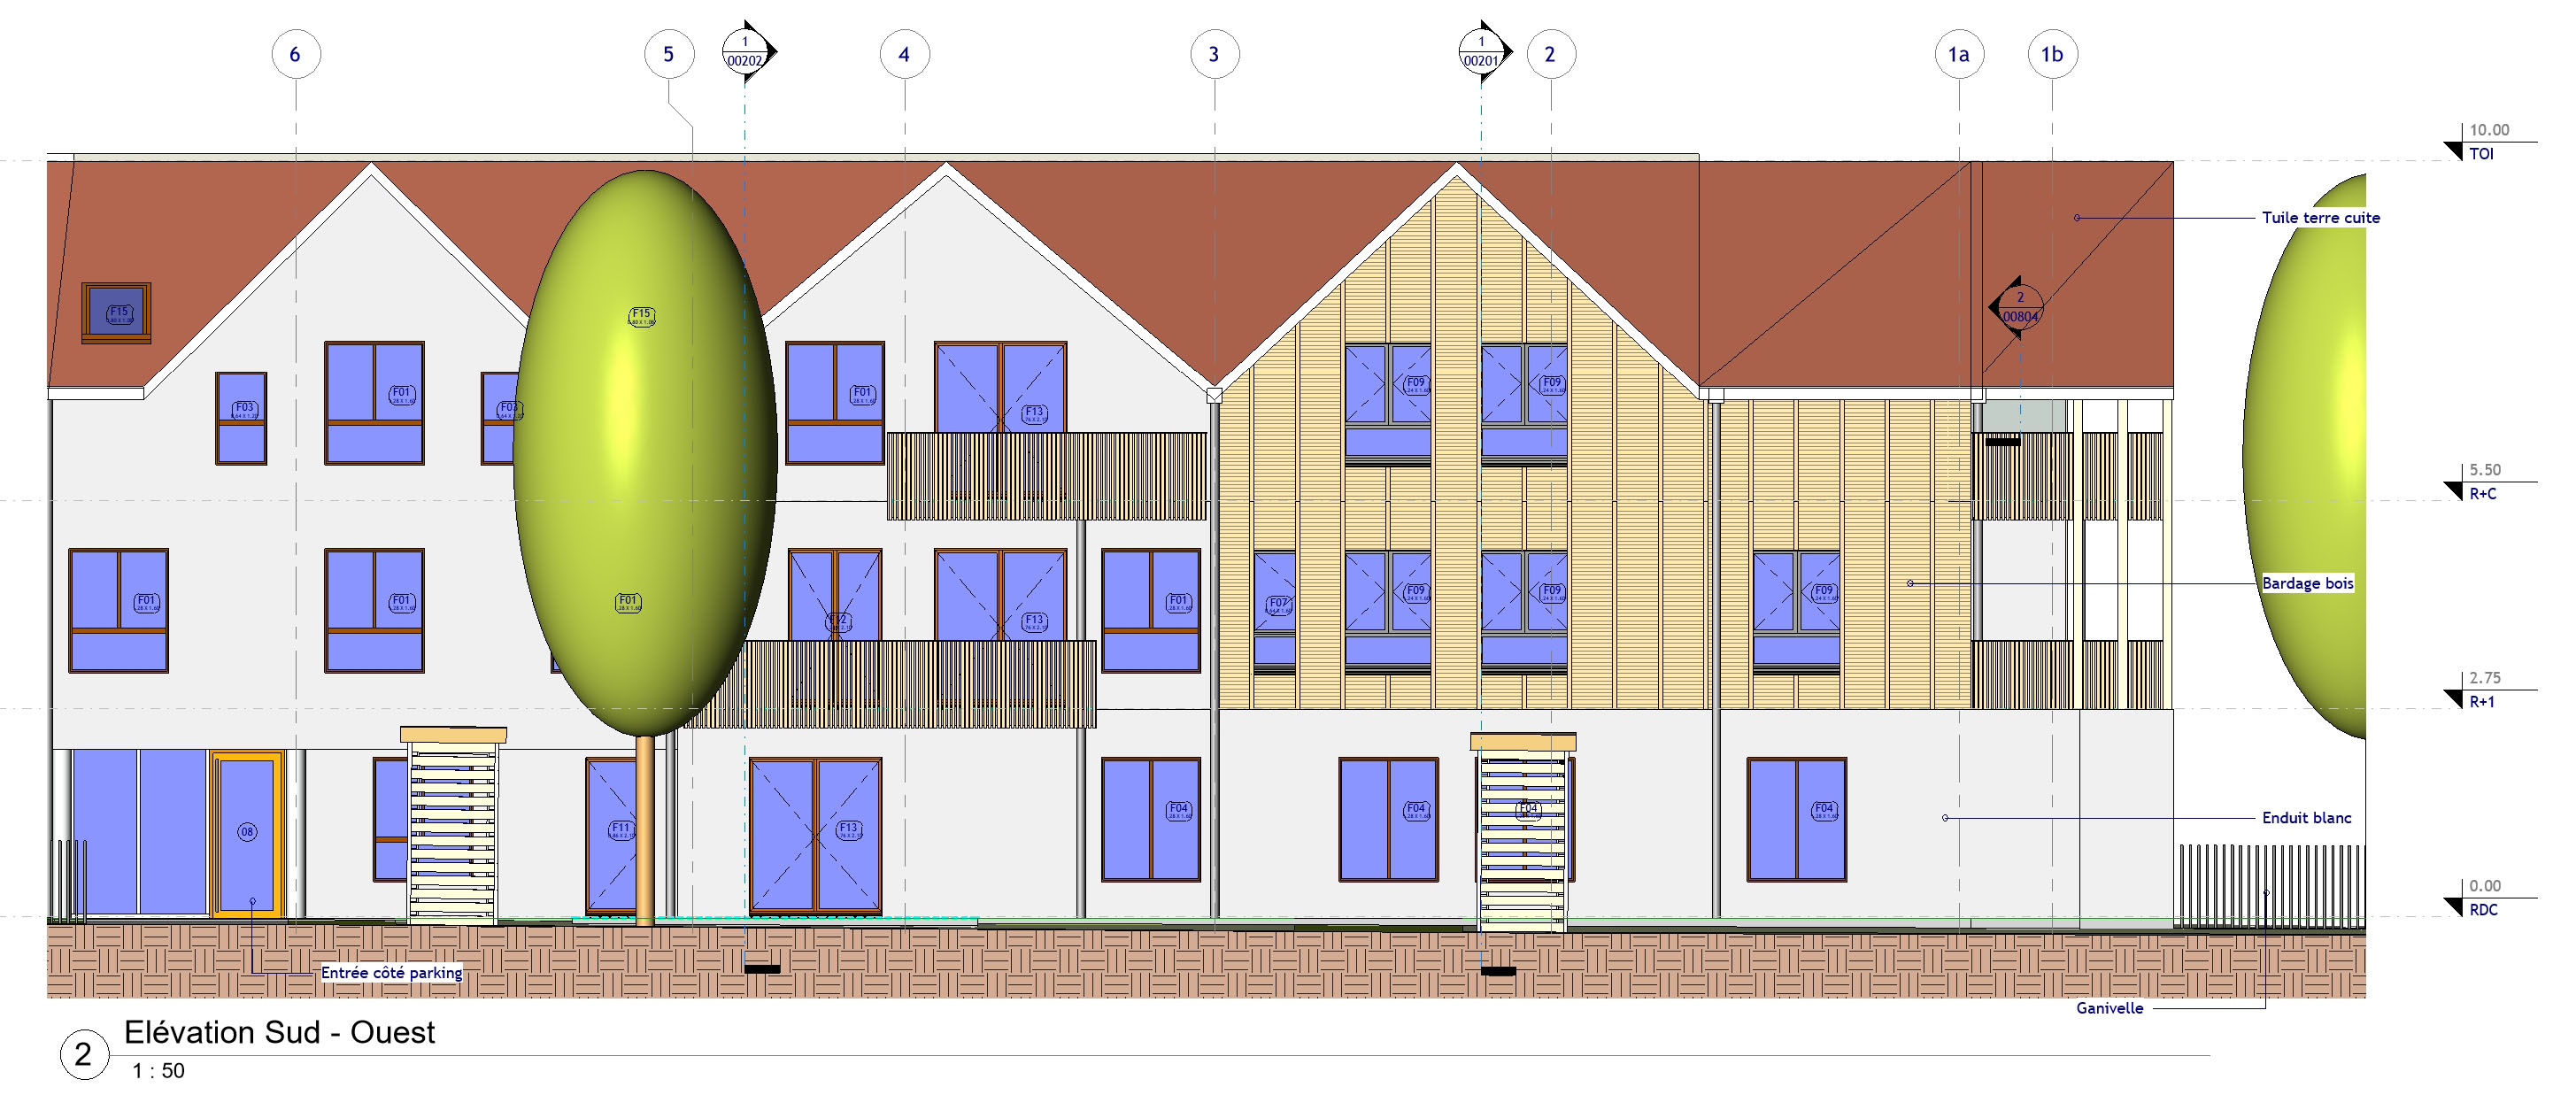 6
5
1
00202
4
3
1
00201
2
1a
1b
10.00
TOI
Tuile terre cuite
2
00804
F15
F15
F03
F01
F03
F01
F13
F09
F09
5.50
R+C
F01
F01
F01
F12
F13
F01
F07
F09
F09
F09
Bardage bois
2.75
R+1
08
F11
F13
F04
F04
F04
F04
Enduit blanc
0.00
RDC
Entrée côté parking
Ganivelle
2
Elévation Sud - Ouest
1 : 50